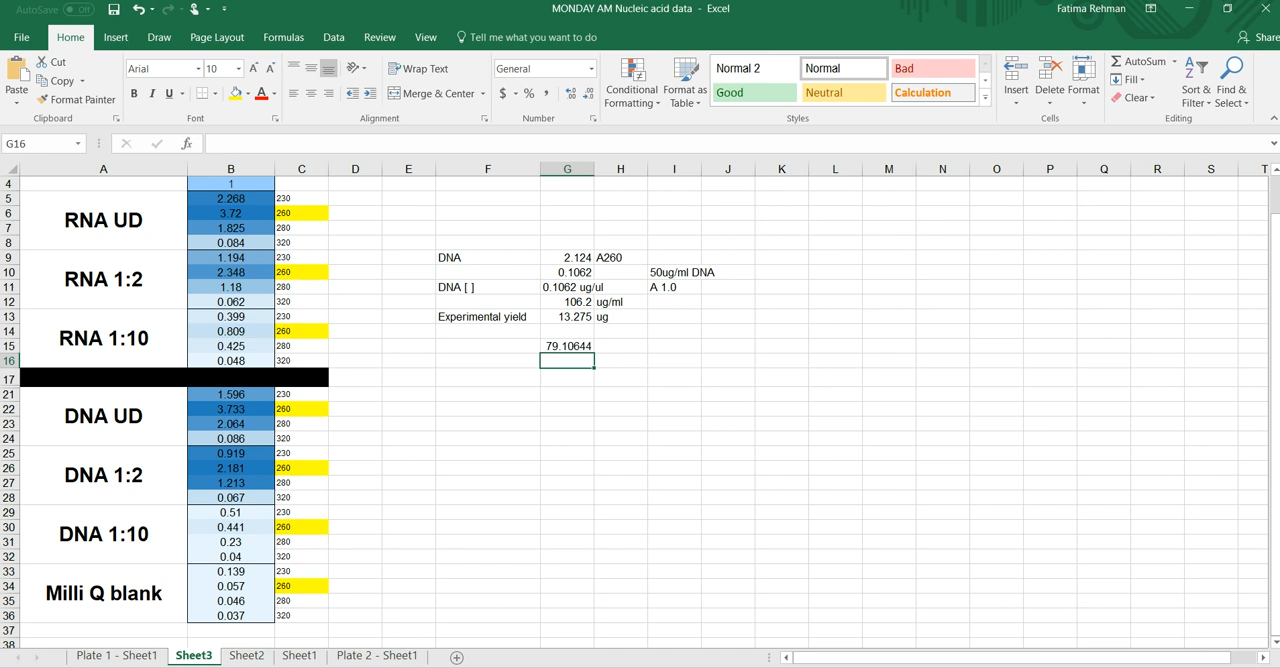 AutoSave Off MONDAY AM Nucleic acid data - Excel Fatima Rehman
File Home Insert Draw Page Layout Formulas Data Review View Tell me what you want to do Share
Paste Cut Copy Format Painter
Clipboard
Arial 10 A A
B I U A
Font
Wrap Text
Merge & Center
Alignment
General
$ % ,
Number
Conditional Formatting Format as Table
Normal 2 Normal Bad
Good Neutral Calculation
Styles
Insert Delete Format
Cells
AutoSum
Fill
Clear
Sort & Filter Find & Select
Editing
G16 fx
A B C D E F G H I J K L M N O P Q R S T
4 1
5 2.268 230
6 RNA UD 3.72 260
7 1.825 280
8 0.084 320
9 1.194 230 DNA 2.124 A260
10 RNA 1:2 2.348 260 0.1062 50ug/ml DNA
11 1.18 280 DNA [ ] 0.1062 ug/ul A 1.0
12 0.062 320 106.2 ug/ml
13 0.399 230 Experimental yield 13.275 ug
14 RNA 1:10 0.809 260
15 0.425 280 79.10644
16 0.048 320
17
21 1.596 230
22 DNA UD 3.733 260
23 2.064 280
24 0.086 320
25 0.919 230
26 DNA 1:2 2.181 260
27 1.213 280
28 0.067 320
29 0.51 230
30 DNA 1:10 0.441 260
31 0.23 280
32 0.04 320
33 0.139 230
34 Milli Q blank 0.057 260
35 0.046 280
36 0.037 320
37
38
Plate 1 - Sheet1 Sheet3 Sheet2 Sheet1 Plate 2 - Sheet1